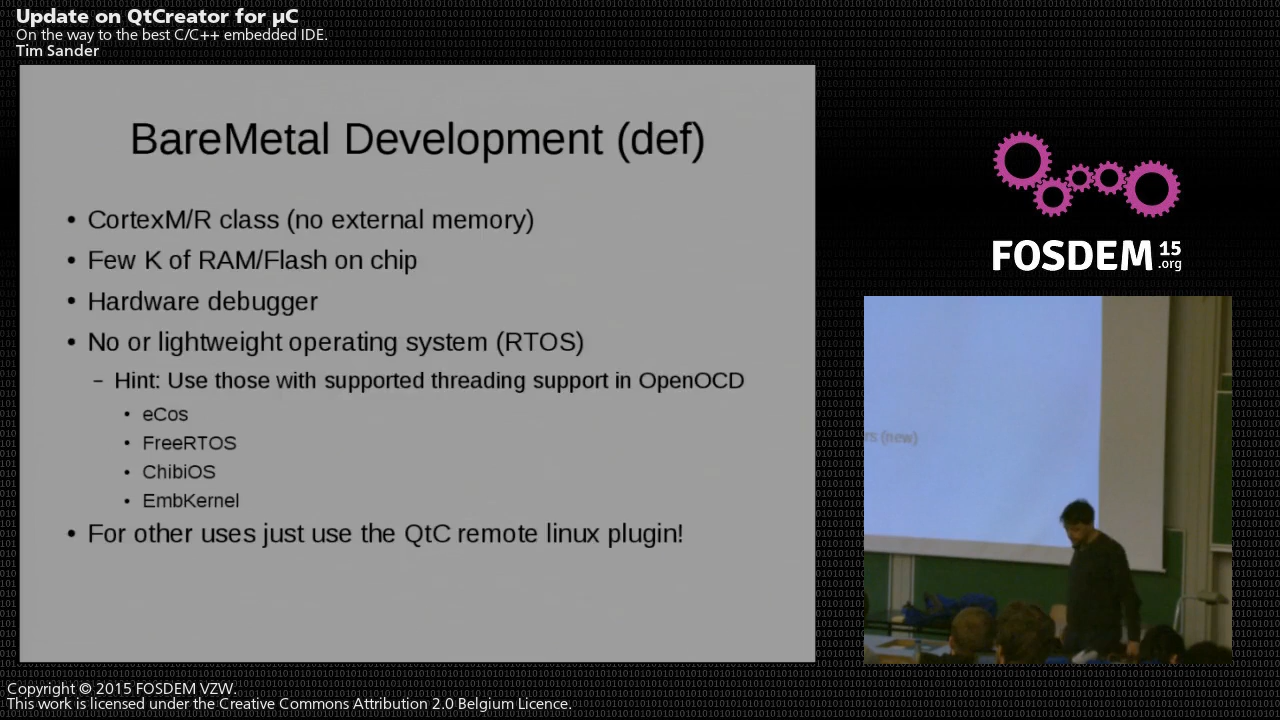 Update on QtCreator for µC
On the way to the best C/C++ embedded IDE.
Tim Sander
BareMetal Development (def)
• CortexM/R class (no external memory)
• Few K of RAM/Flash on chip
• Hardware debugger
• No or lightweight operating system (RTOS)
– Hint: Use those with supported threading support in OpenOCD
• eCos
• FreeRTOS
• ChibiOS
• EmbKernel
• For other uses just use the QtC remote linux plugin!
FOSDEM 15
.org
(new)
Copyright © 2015 FOSDEM VZW.
This work is licensed under the Creative Commons Attribution 2.0 Belgium Licence.